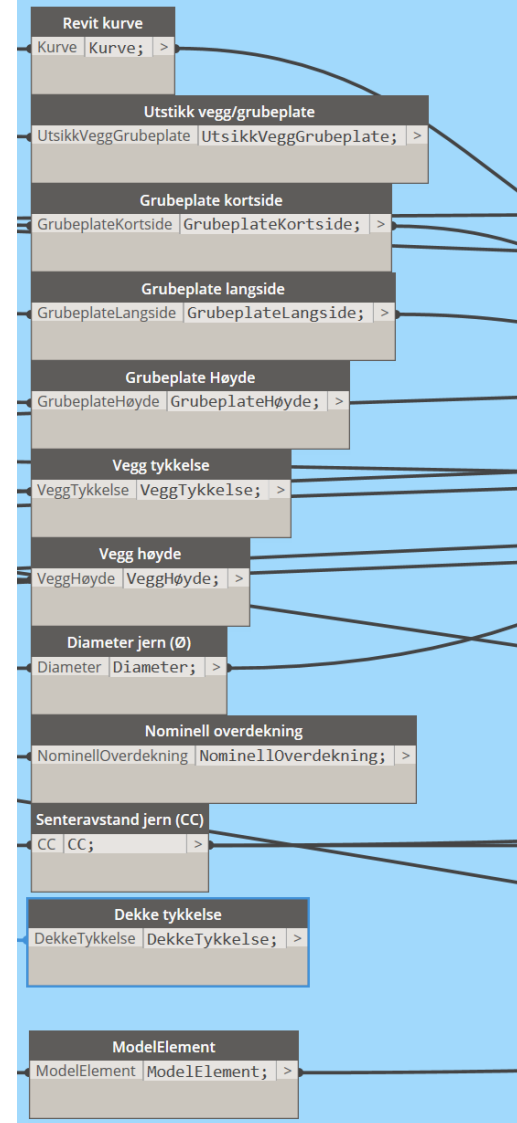 Revit kurve
Kurve Kurve; >
Utstikk vegg/grubeplate
UtsikkVeggGrubeplate UtsikkVeggGrubeplate; >
Grubeplate kortside
GrubeplateKortside GrubeplateKortside; >
Grubeplate langside
GrubeplateLangside GrubeplateLangside; >
Grubeplate Høyde
GrubeplateHøyde GrubeplateHøyde; >
Vegg tykkelse
VeggTykkelse VeggTykkelse; >
Vegg høyde
VeggHøyde VeggHøyde; >
Diameter jern (Ø)
Diameter Diameter; >
Nominell overdekning
NominellOverdekning NominellOverdekning; >
Senteravstand jern (CC)
CC CC; >
Dekke tykkelse
DekkeTykkelse DekkeTykkelse; >
ModelElement
ModelElement ModelElement; >